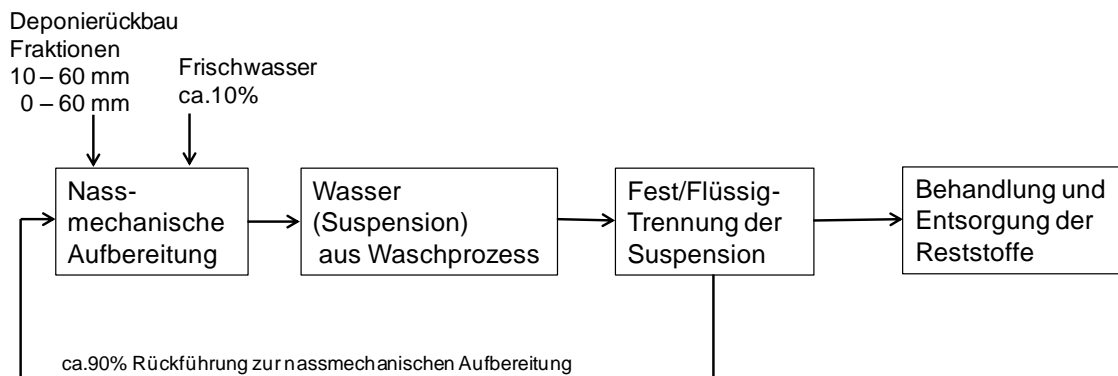 Deponierückbau
Fraktionen
10 – 60 mm
0 – 60 mm
Frischwasser
ca.10%
Nass-
mechanische
Aufbereitung
Wasser
(Suspension)
aus Waschprozess
Fest/Flüssig-
Trennung der
Suspension
Behandlung und
Entsorgung der
Reststoffe
ca.90% Rückführung zur nassmechanischen Aufbereitung